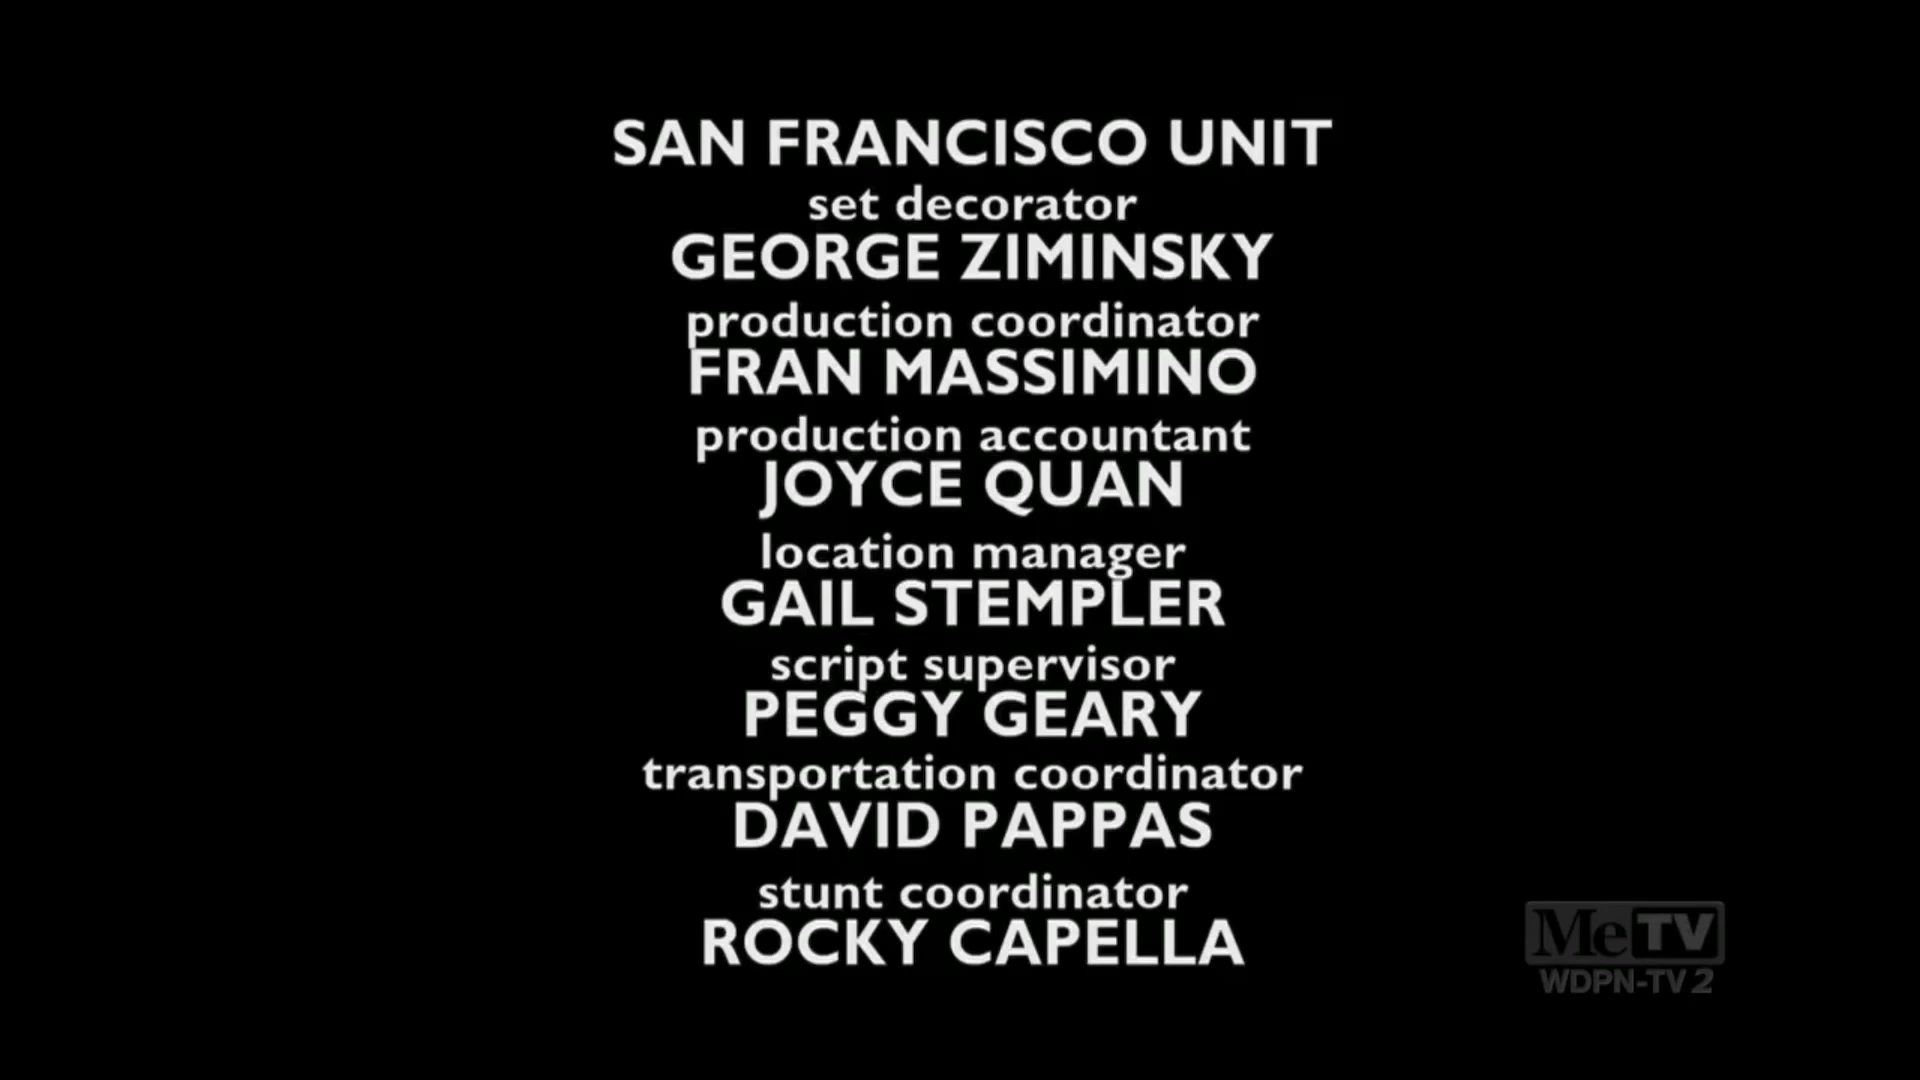 SAN FRANCISCO UNIT
set decorator
GEORGE ZIMINSKY
production coordinator
FRAN MASSIMINO
production accountant
JOYCE QUAN
location manager
GAIL STEMPLER
script supervisor
PEGGY GEARY
transportation coordinator
DAVID PAPPAS
stunt coordinator
ROCKY CAPELLA
MeTV
WDPN-TV 2